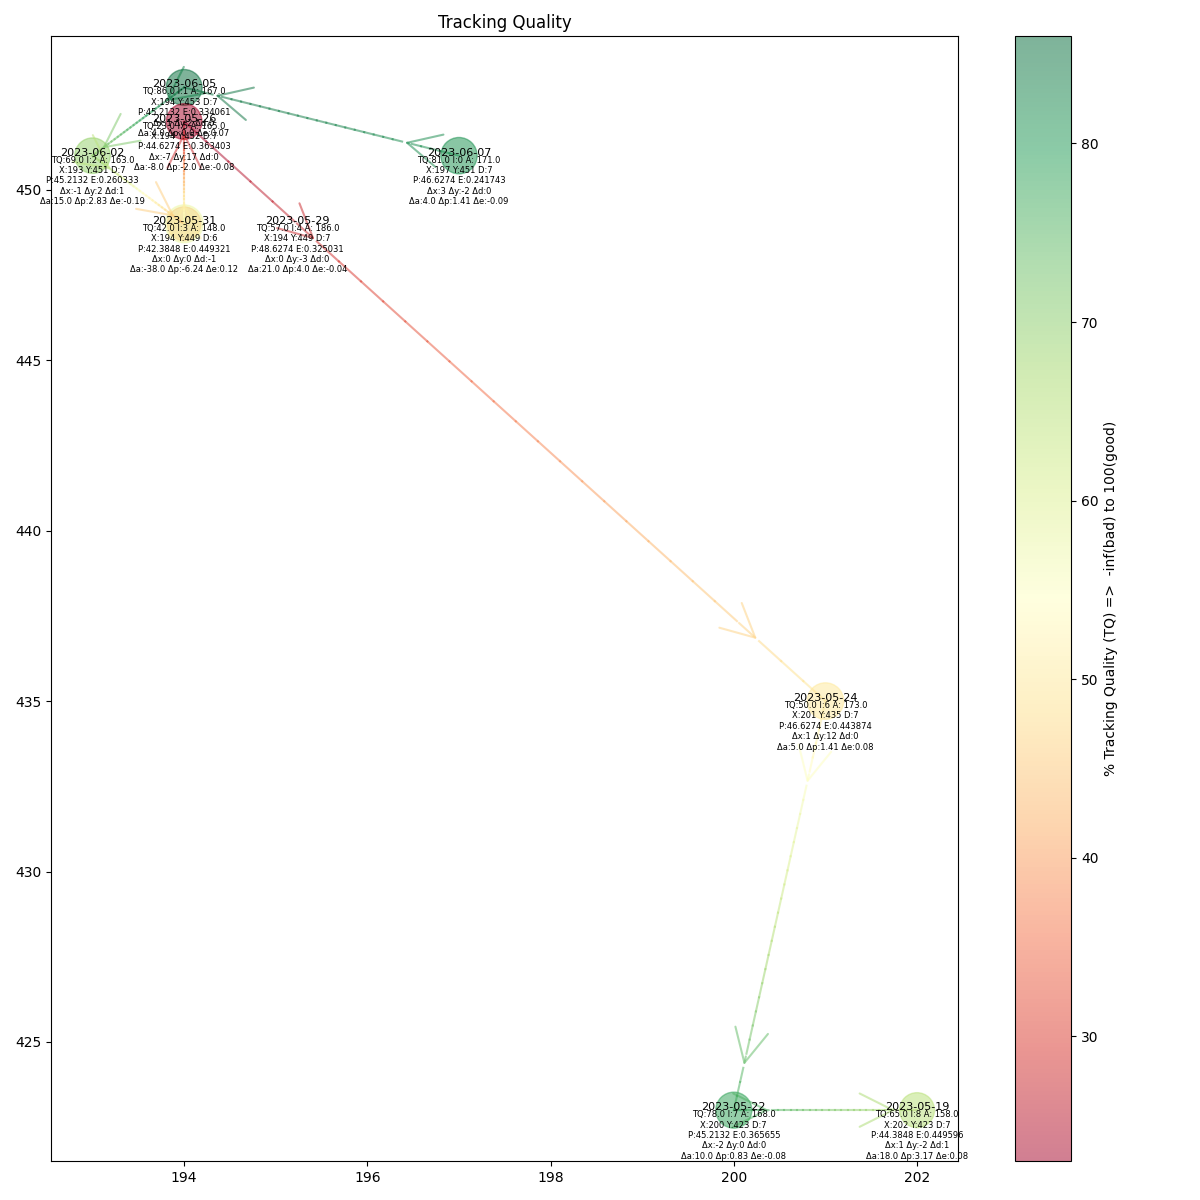 Tracking Quality
2023-06-05
TQ:86.0 I:1 A: 167.0
X:194 Y:453 D:7
P:45.2132 E:0.334061
2023-05-26
X:194 Y:452 D:7
P:44.6274 E:0.363403
Δx:-7 Δy:17 Δd:0
Δa:-8.0 Δp:-2.0 Δe:-0.08
2023-06-02
TQ:69.0 I:2 A: 163.0
X:193 Y:451 D:7
P:45.2132 E:0.260333
Δx:-1 Δy:2 Δd:1
Δa:15.0 Δp:2.83 Δe:-0.19
2023-06-07
TQ:81.0 I:0 A: 171.0
X:197 Y:451 D:7
P:46.6274 E:0.241743
Δx:3 Δy:-2 Δd:0
Δa:4.0 Δp:1.41 Δe:-0.09
2023-05-31
TQ:42.0 I:3 A: 148.0
X:194 Y:449 D:6
P:42.3848 E:0.449321
Δx:0 Δy:0 Δd:-1
Δa:-38.0 Δp:-6.24 Δe:0.12
2023-05-29
TQ:57.0 I:4 A: 186.0
X:194 Y:449 D:7
P:48.6274 E:0.325031
Δx:0 Δy:-3 Δd:0
Δa:21.0 Δp:4.0 Δe:-0.04
2023-05-24
TQ:50.0 I:6 A: 173.0
X:201 Y:435 D:7
P:46.6274 E:0.443874
Δx:1 Δy:12 Δd:0
Δa:5.0 Δp:1.41 Δe:0.08
2023-05-22
TQ:78.0 I:7 A: 168.0
X:200 Y:423 D:7
P:45.2132 E:0.365655
Δx:-2 Δy:0 Δd:0
Δa:10.0 Δp:0.83 Δe:-0.08
2023-05-19
TQ:65.0 I:8 A: 158.0
X:202 Y:423 D:7
P:44.3848 E:0.449596
Δx:1 Δy:-2 Δd:1
Δa:18.0 Δp:3.17 Δe:0.08
450
445
440
435
430
425
194
196
198
200
202
80
70
60
50
40
30
% Tracking Quality (TQ) => -inf(bad) to 100(good)